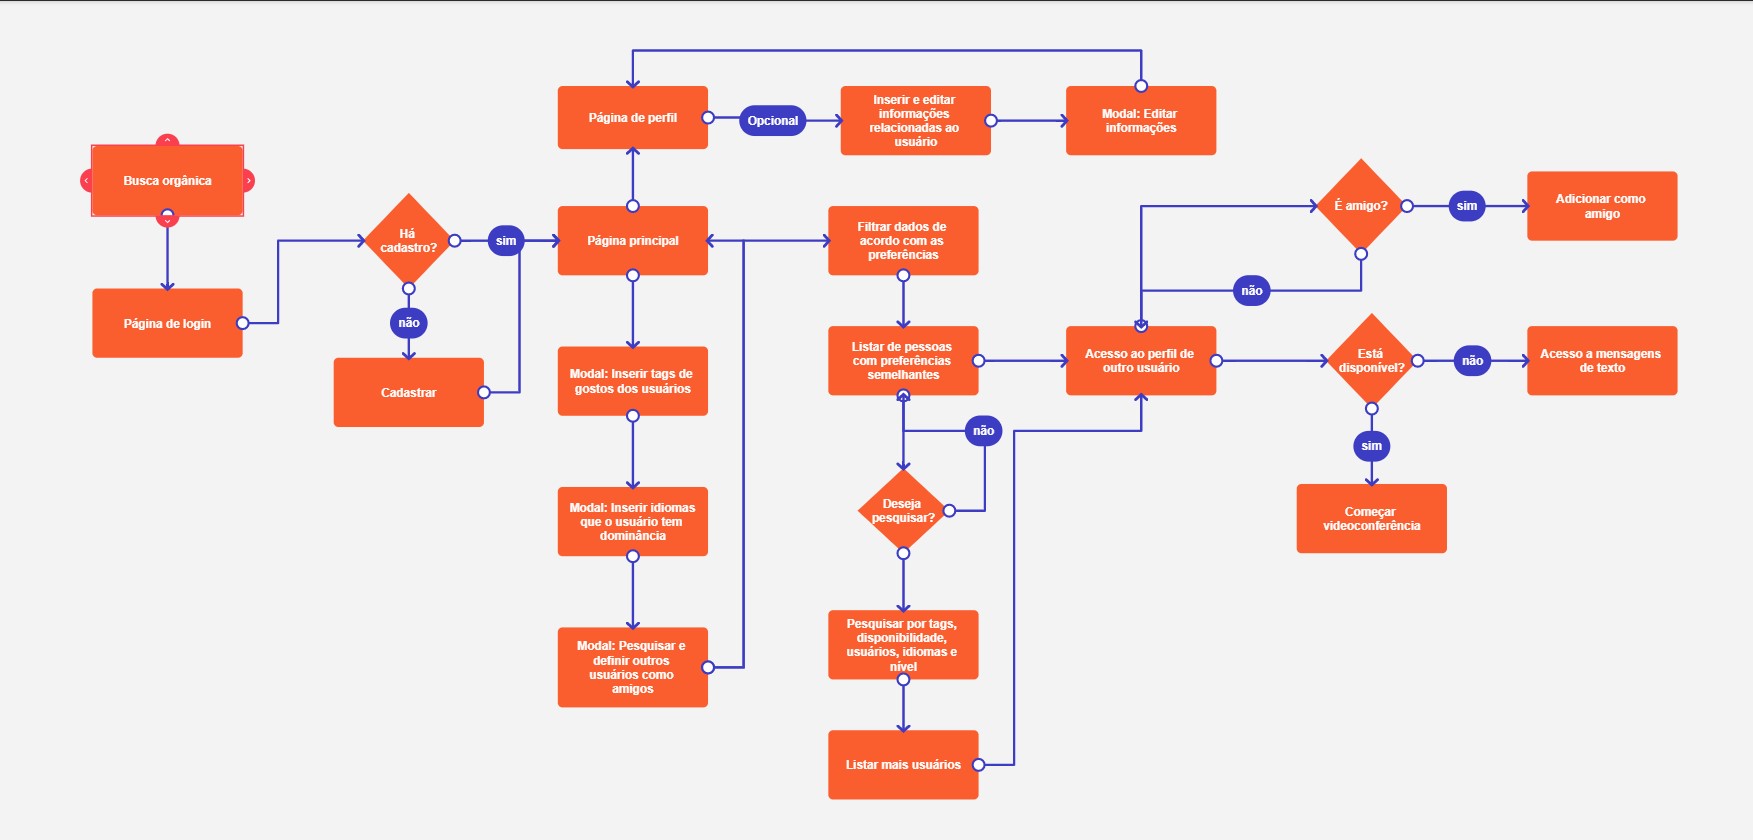 Busca orgânica
Página de login
Há
cadastro?
sim
não
Cadastrar
Página de perfil
Opcional
Inserir e editar
informações
relacionadas ao
usuário
Modal: Editar
informações
Página principal
Modal: Inserir tags de
gostos dos usuários
Modal: Inserir idiomas
que o usuário tem
dominância
Modal: Pesquisar e
definir outros
usuários como
amigos
Filtrar dados de
acordo com as
preferências
Listar de pessoas
com preferências
semelhantes
não
Deseja
pesquisar?
Pesquisar por tags,
disponibilidade,
usuários, idiomas e
nível
Listar mais usuários
Acesso ao perfil de
outro usuário
É amigo?
sim
Adicionar como
amigo
não
Está
disponível?
não
Acesso a mensagens
de texto
sim
Começar
videoconferência